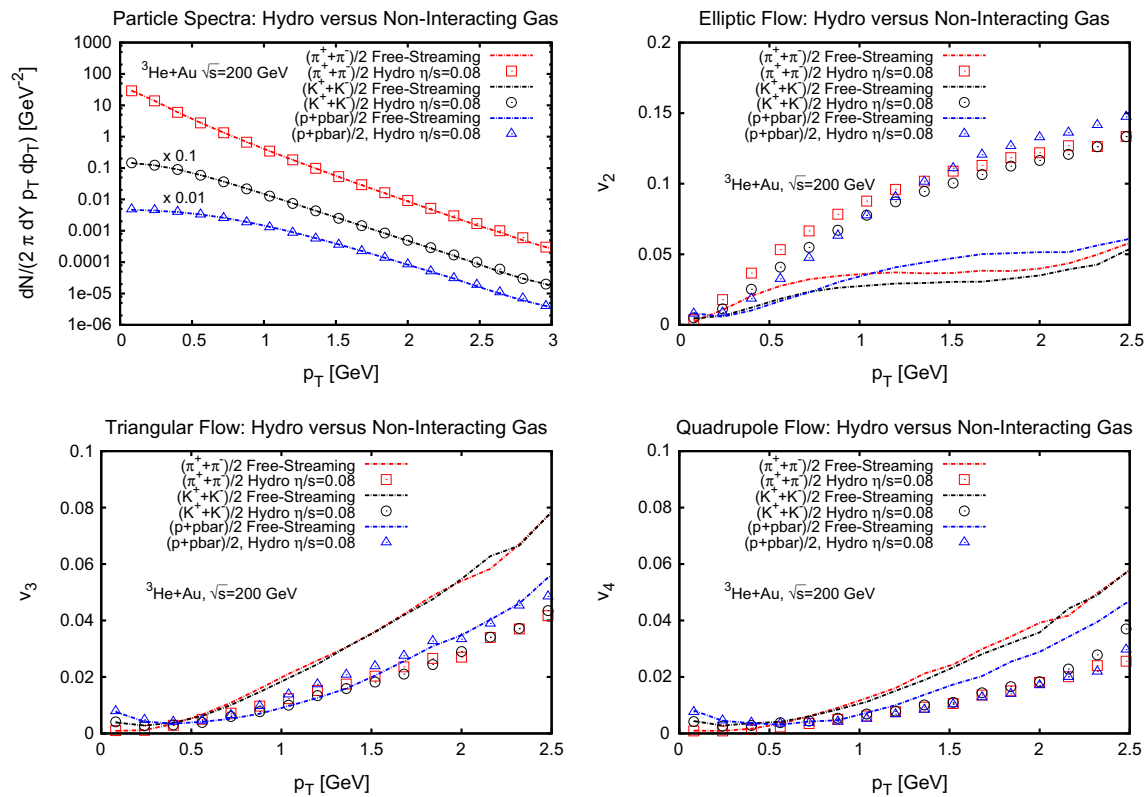 Particle Spectra: Hydro versus Non-Interacting Gas
dN/(2 π dY p_T dp_T) [GeV^-2]
1000
100
10
1
0.1
0.01
0.001
0.0001
1e-05
1e-06
³He+Au √s=200 GeV
(π⁺+π⁻)/2 Free-Streaming
(π⁺+π⁻)/2 Hydro η/s=0.08
(K⁺+K⁻)/2 Free-Streaming
(K⁺+K⁻)/2 Hydro η/s=0.08
(p+pbar)/2 Free-Streaming
(p+pbar)/2, Hydro η/s=0.08
x 0.1
x 0.01
0 0.5 1 1.5 2 2.5 3
p_T [GeV]
Elliptic Flow: Hydro versus Non-Interacting Gas
v_2
0.2
0.15
0.1
0.05
0
(π⁺+π⁻)/2 Free-Streaming
(π⁺+π⁻)/2 Hydro η/s=0.08
(K⁺+K⁻)/2 Free-Streaming
(K⁺+K⁻)/2 Hydro η/s=0.08
(p+pbar)/2 Free-Streaming
(p+pbar)/2, Hydro η/s=0.08
³He+Au, √s=200 GeV
0 0.5 1 1.5 2 2.5
p_T [GeV]
Triangular Flow: Hydro versus Non-Interacting Gas
v_3
0.1
0.08
0.06
0.04
0.02
0
(π⁺+π⁻)/2 Free-Streaming
(π⁺+π⁻)/2 Hydro η/s=0.08
(K⁺+K⁻)/2 Free-Streaming
(K⁺+K⁻)/2 Hydro η/s=0.08
(p+pbar)/2 Free-Streaming
(p+pbar)/2, Hydro η/s=0.08
³He+Au, √s=200 GeV
0 0.5 1 1.5 2 2.5
p_T [GeV]
Quadrupole Flow: Hydro versus Non-Interacting Gas
v_4
0.1
0.08
0.06
0.04
0.02
0
(π⁺+π⁻)/2 Free-Streaming
(π⁺+π⁻)/2 Hydro η/s=0.08
(K⁺+K⁻)/2 Free-Streaming
(K⁺+K⁻)/2 Hydro η/s=0.08
(p+pbar)/2 Free-Streaming
(p+pbar)/2, Hydro η/s=0.08
³He+Au, √s=200 GeV
0 0.5 1 1.5 2 2.5
p_T [GeV]